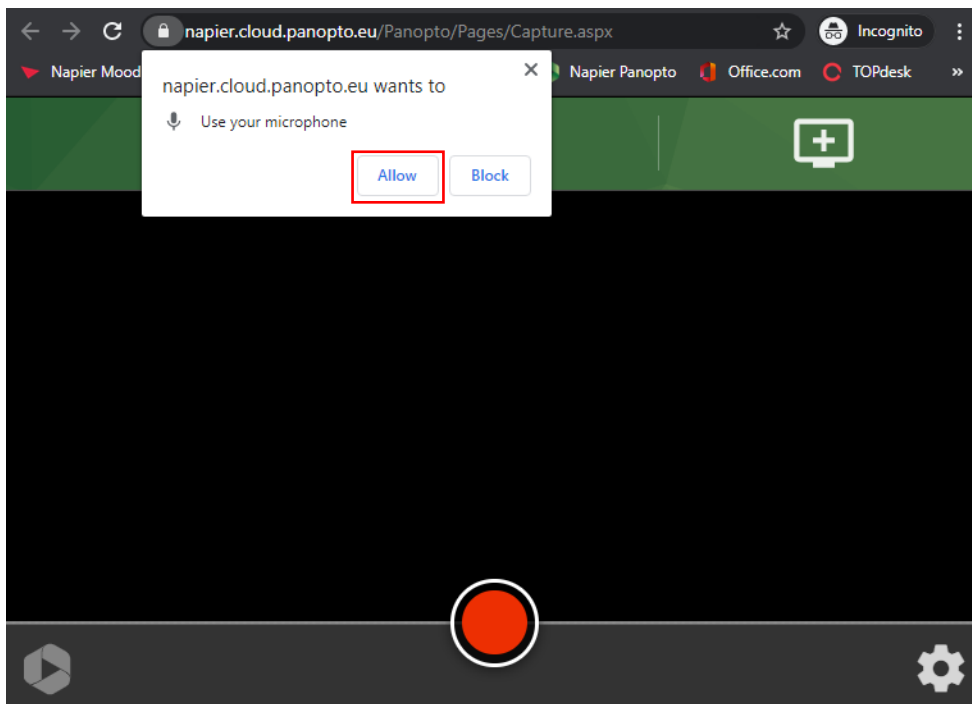 napier.cloud.panopto.eu/Panopto/Pages/Capture.aspx Incognito
Napier Mood Napier Panopto Office.com TOPdesk »
napier.cloud.panopto.eu wants to
Use your microphone
Allow Block